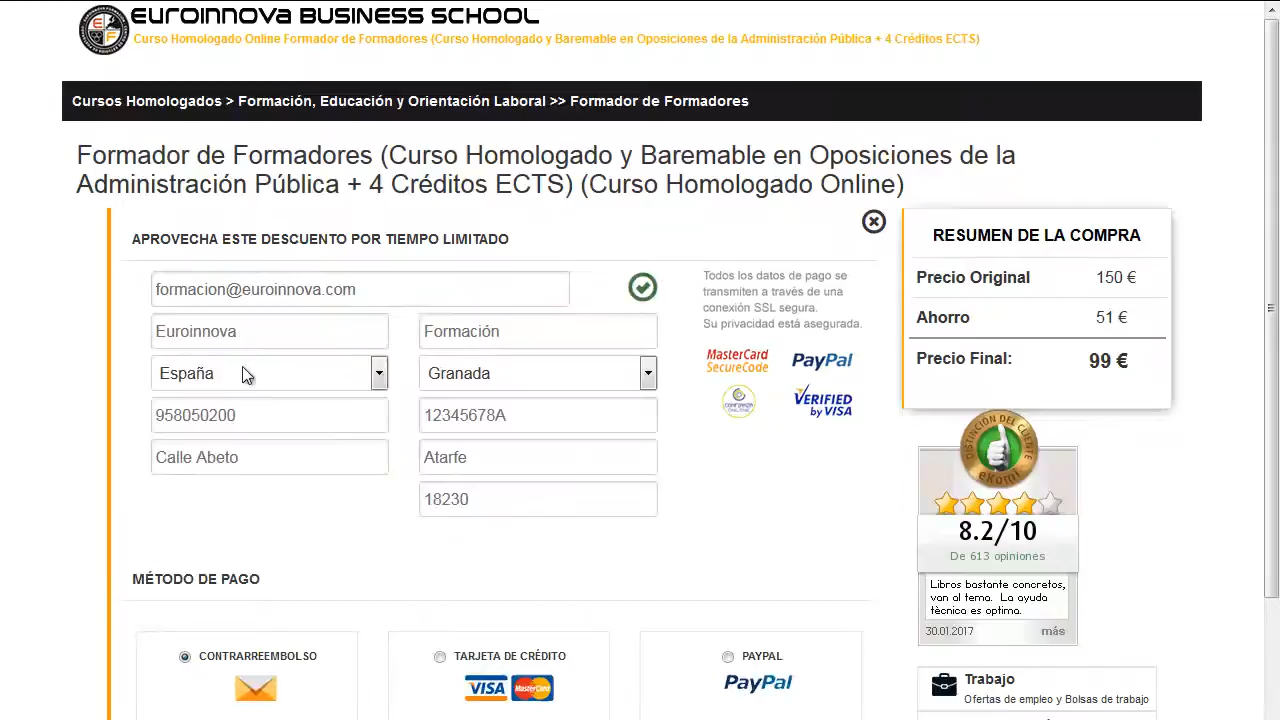 EUROINNOVA BUSINESS SCHOOL
Curso Homologado Online Formador de Formadores (Curso Homologado y Baremable en Oposiciones de la Administración Pública + 4 Créditos ECTS)
Cursos Homologados > Formación, Educación y Orientación Laboral >> Formador de Formadores
Formador de Formadores (Curso Homologado y Baremable en Oposiciones de la
Administración Pública + 4 Créditos ECTS) (Curso Homologado Online)
APROVECHA ESTE DESCUENTO POR TIEMPO LIMITADO
formacion@euroinnova.com
Euroinnova
Formación
España
Granada
958050200
12345678A
Calle Abeto
Atarfe
18230
Todos los datos de pago se
transmiten a través de una
conexión SSL segura.
Su privacidad está asegurada.
MasterCard
SecureCode
PayPal
CONFIANZA
ONLINE
VERIFIED
by VISA
RESUMEN DE LA COMPRA
Precio Original 150 €
Ahorro 51 €
Precio Final: 99 €
DISTINCIÓN DEL CLIENTE
eKomi
8.2/10
De 613 opiniones
Libros bastante concretos,
van al tema. La ayuda
tècnica es optima.
30.01.2017 más
MÉTODO DE PAGO
CONTRARREEMBOLSO
TARJETA DE CRÉDITO
VISA MasterCard
PAYPAL
PayPal
Trabajo
Ofertas de empleo y Bolsas de trabajo